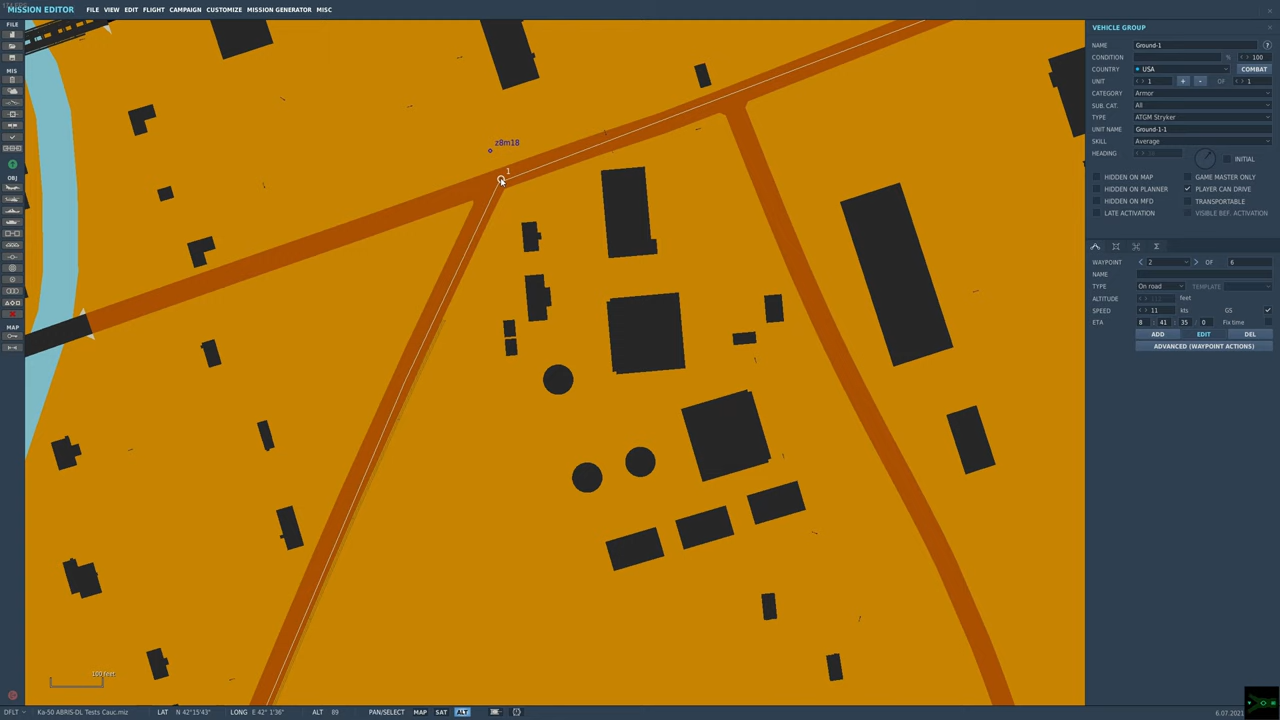 MISSION EDITOR FILE VIEW EDIT FLIGHT CAMPAIGN CUSTOMIZE MISSION GENERATOR MISC
FILE
MIS
OBJ
MAP
z8m18
1
100 feet
VEHICLE GROUP
NAME Ground-1 ?
CONDITION % < > 100
COUNTRY USA COMBAT
UNIT < > 1 + - OF < > 1
CATEGORY Armor
SUB. CAT. All
TYPE ATGM Stryker
UNIT NAME Ground-1-1
SKILL Average
HEADING INITIAL
HIDDEN ON MAP GAME MASTER ONLY
HIDDEN ON PLANNER PLAYER CAN DRIVE
HIDDEN ON MFD TRANSPORTABLE
LATE ACTIVATION VISIBLE BEF. ACTIVATION
WAYPOINT < 2 > OF 6
NAME
TYPE On road TEMPLATE
ALTITUDE feet
SPEED < > 11 kts GS
ETA 8 : 41 : 35 / 0 Fix time
ADD EDIT DEL
ADVANCED (WAYPOINT ACTIONS)
DFLT Ka-50 ABRIS-DL Tests Cauc.miz LAT N 42°15'43" LONG E 42° 1'36" ALT 89 PAN/SELECT MAP SAT ALT 6.07.2021